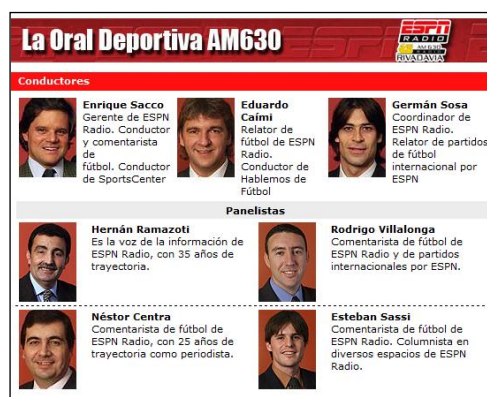 La Oral Deportiva AM630
ESPN
RADIO
AM 630
RADIO
RIVADAVIA
Conductores
Enrique Sacco
Gerente de ESPN
Radio. Conductor
y comentarista
de
fútbol. Conductor
de SportsCenter
Eduardo
Caími
Relator de
fútbol de ESPN
Radio.
Conductor de
Hablemos de
Fútbol
Germán Sosa
Coordinador de
ESPN Radio.
Relator de partidos
de fútbol
internacional por
ESPN
Panelistas
Hernán Ramazoti
Es la voz de la información de
ESPN Radio, con 35 años de
trayectoria.
Rodrigo Villalonga
Comentarista de fútbol de
ESPN Radio y de partidos
internacionales por ESPN.
Néstor Centra
Comentarista de fútbol de
ESPN Radio, con 25 años de
trayectoria como periodista.
Esteban Sassi
Comentarista de fútbol de
ESPN Radio. Columnista en
diversos espacios de ESPN
Radio.